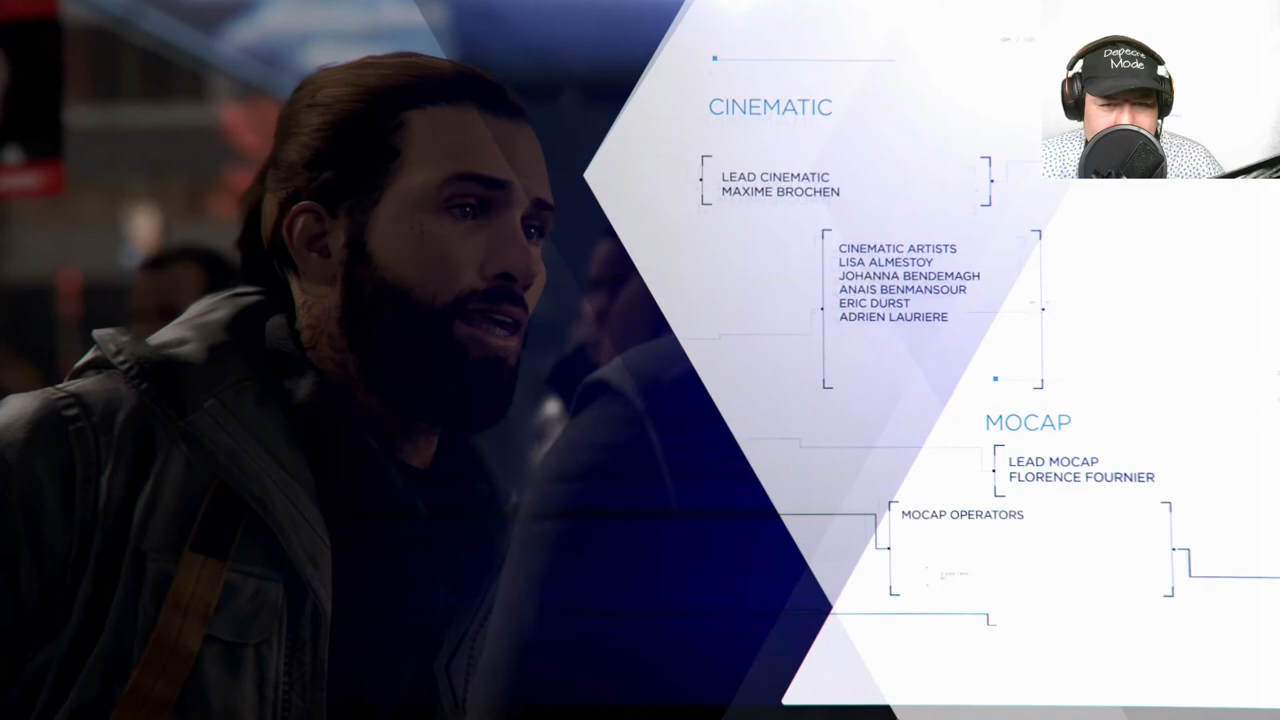 Depeche
Mode
CINEMATIC
LEAD CINEMATIC
MAXIME BROCHEN
CINEMATIC ARTISTS
LISA ALMESTOY
JOHANNA BENDEMAGH
ANAIS BENMANSOUR
ERIC DURST
ADRIEN LAURIERE
MOCAP
LEAD MOCAP
FLORENCE FOURNIER
MOCAP OPERATORS